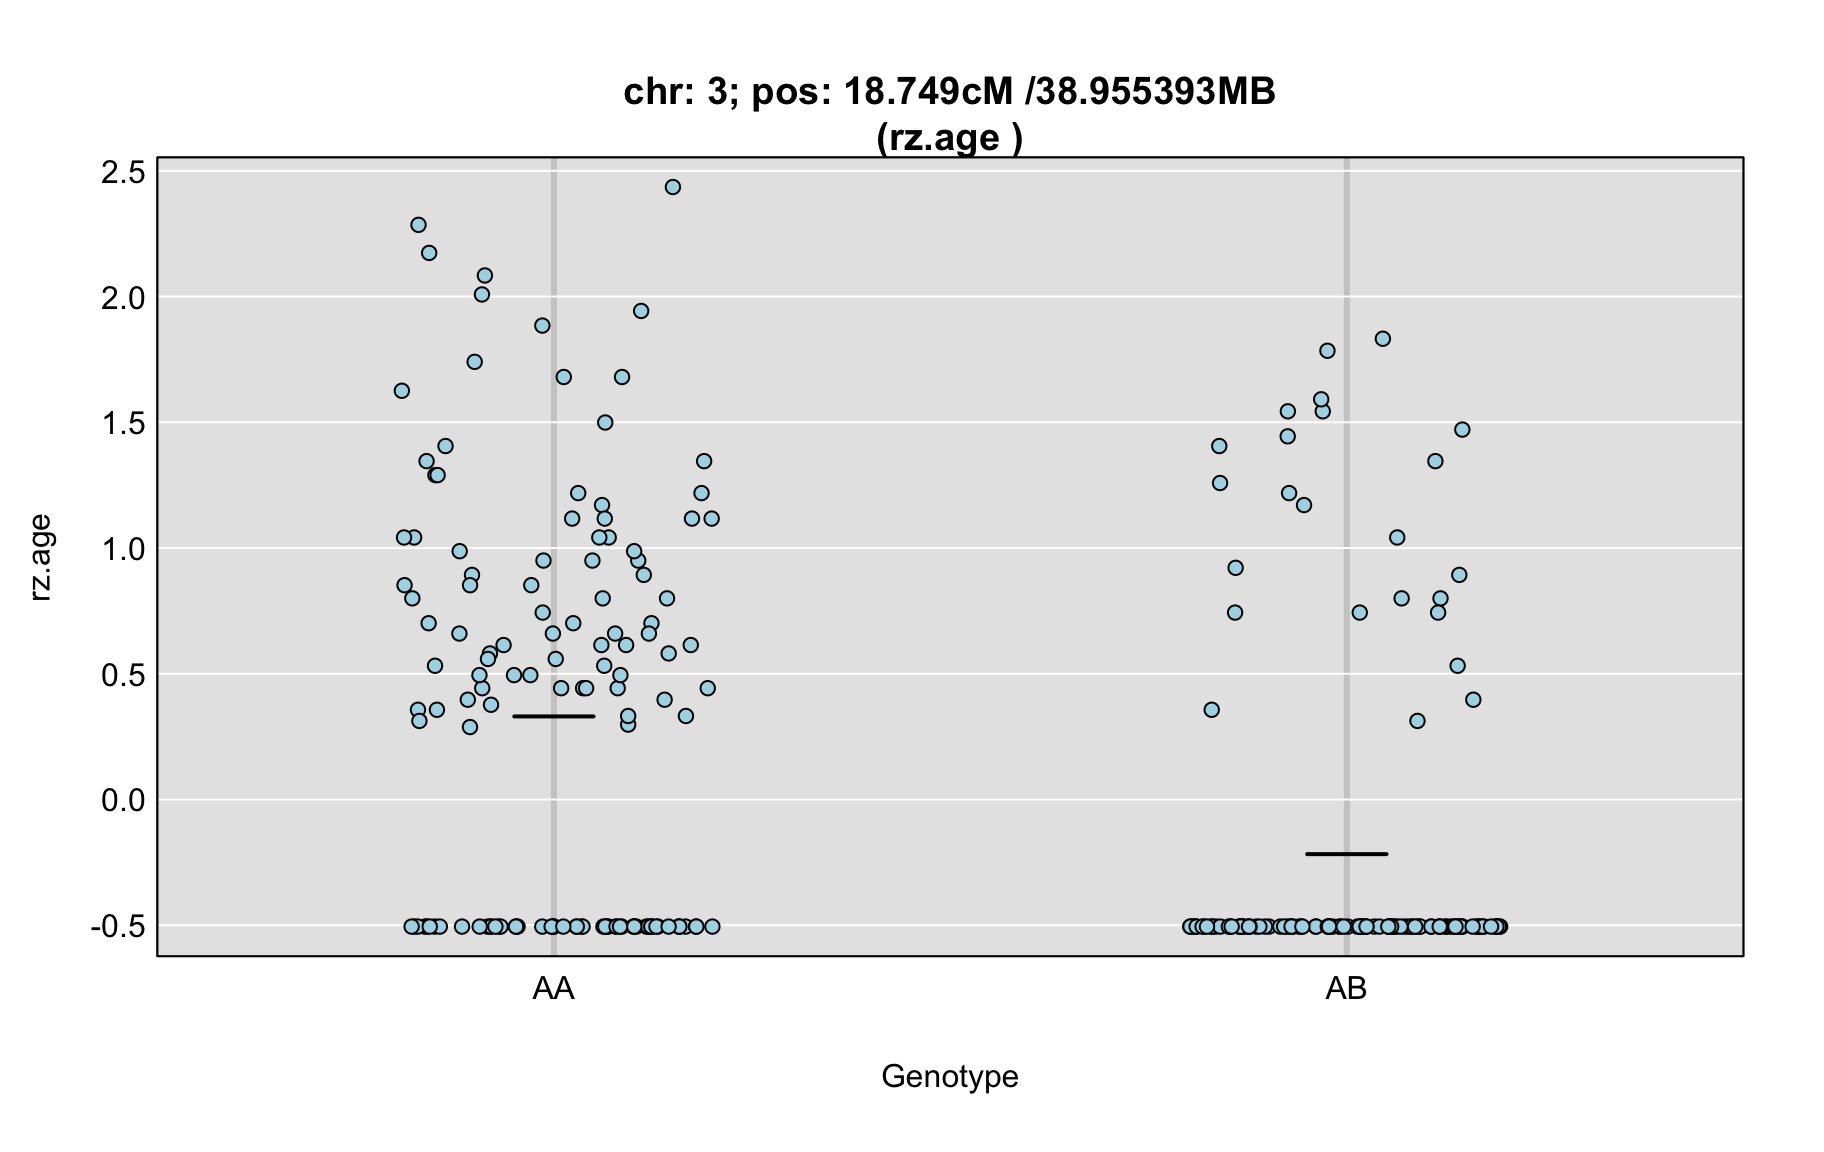 chr: 3; pos: 18.749cM /38.955393MB
(rz.age )
2.5
2.0
1.5
1.0
0.5
0.0
-0.5
rz.age
AA
AB
Genotype